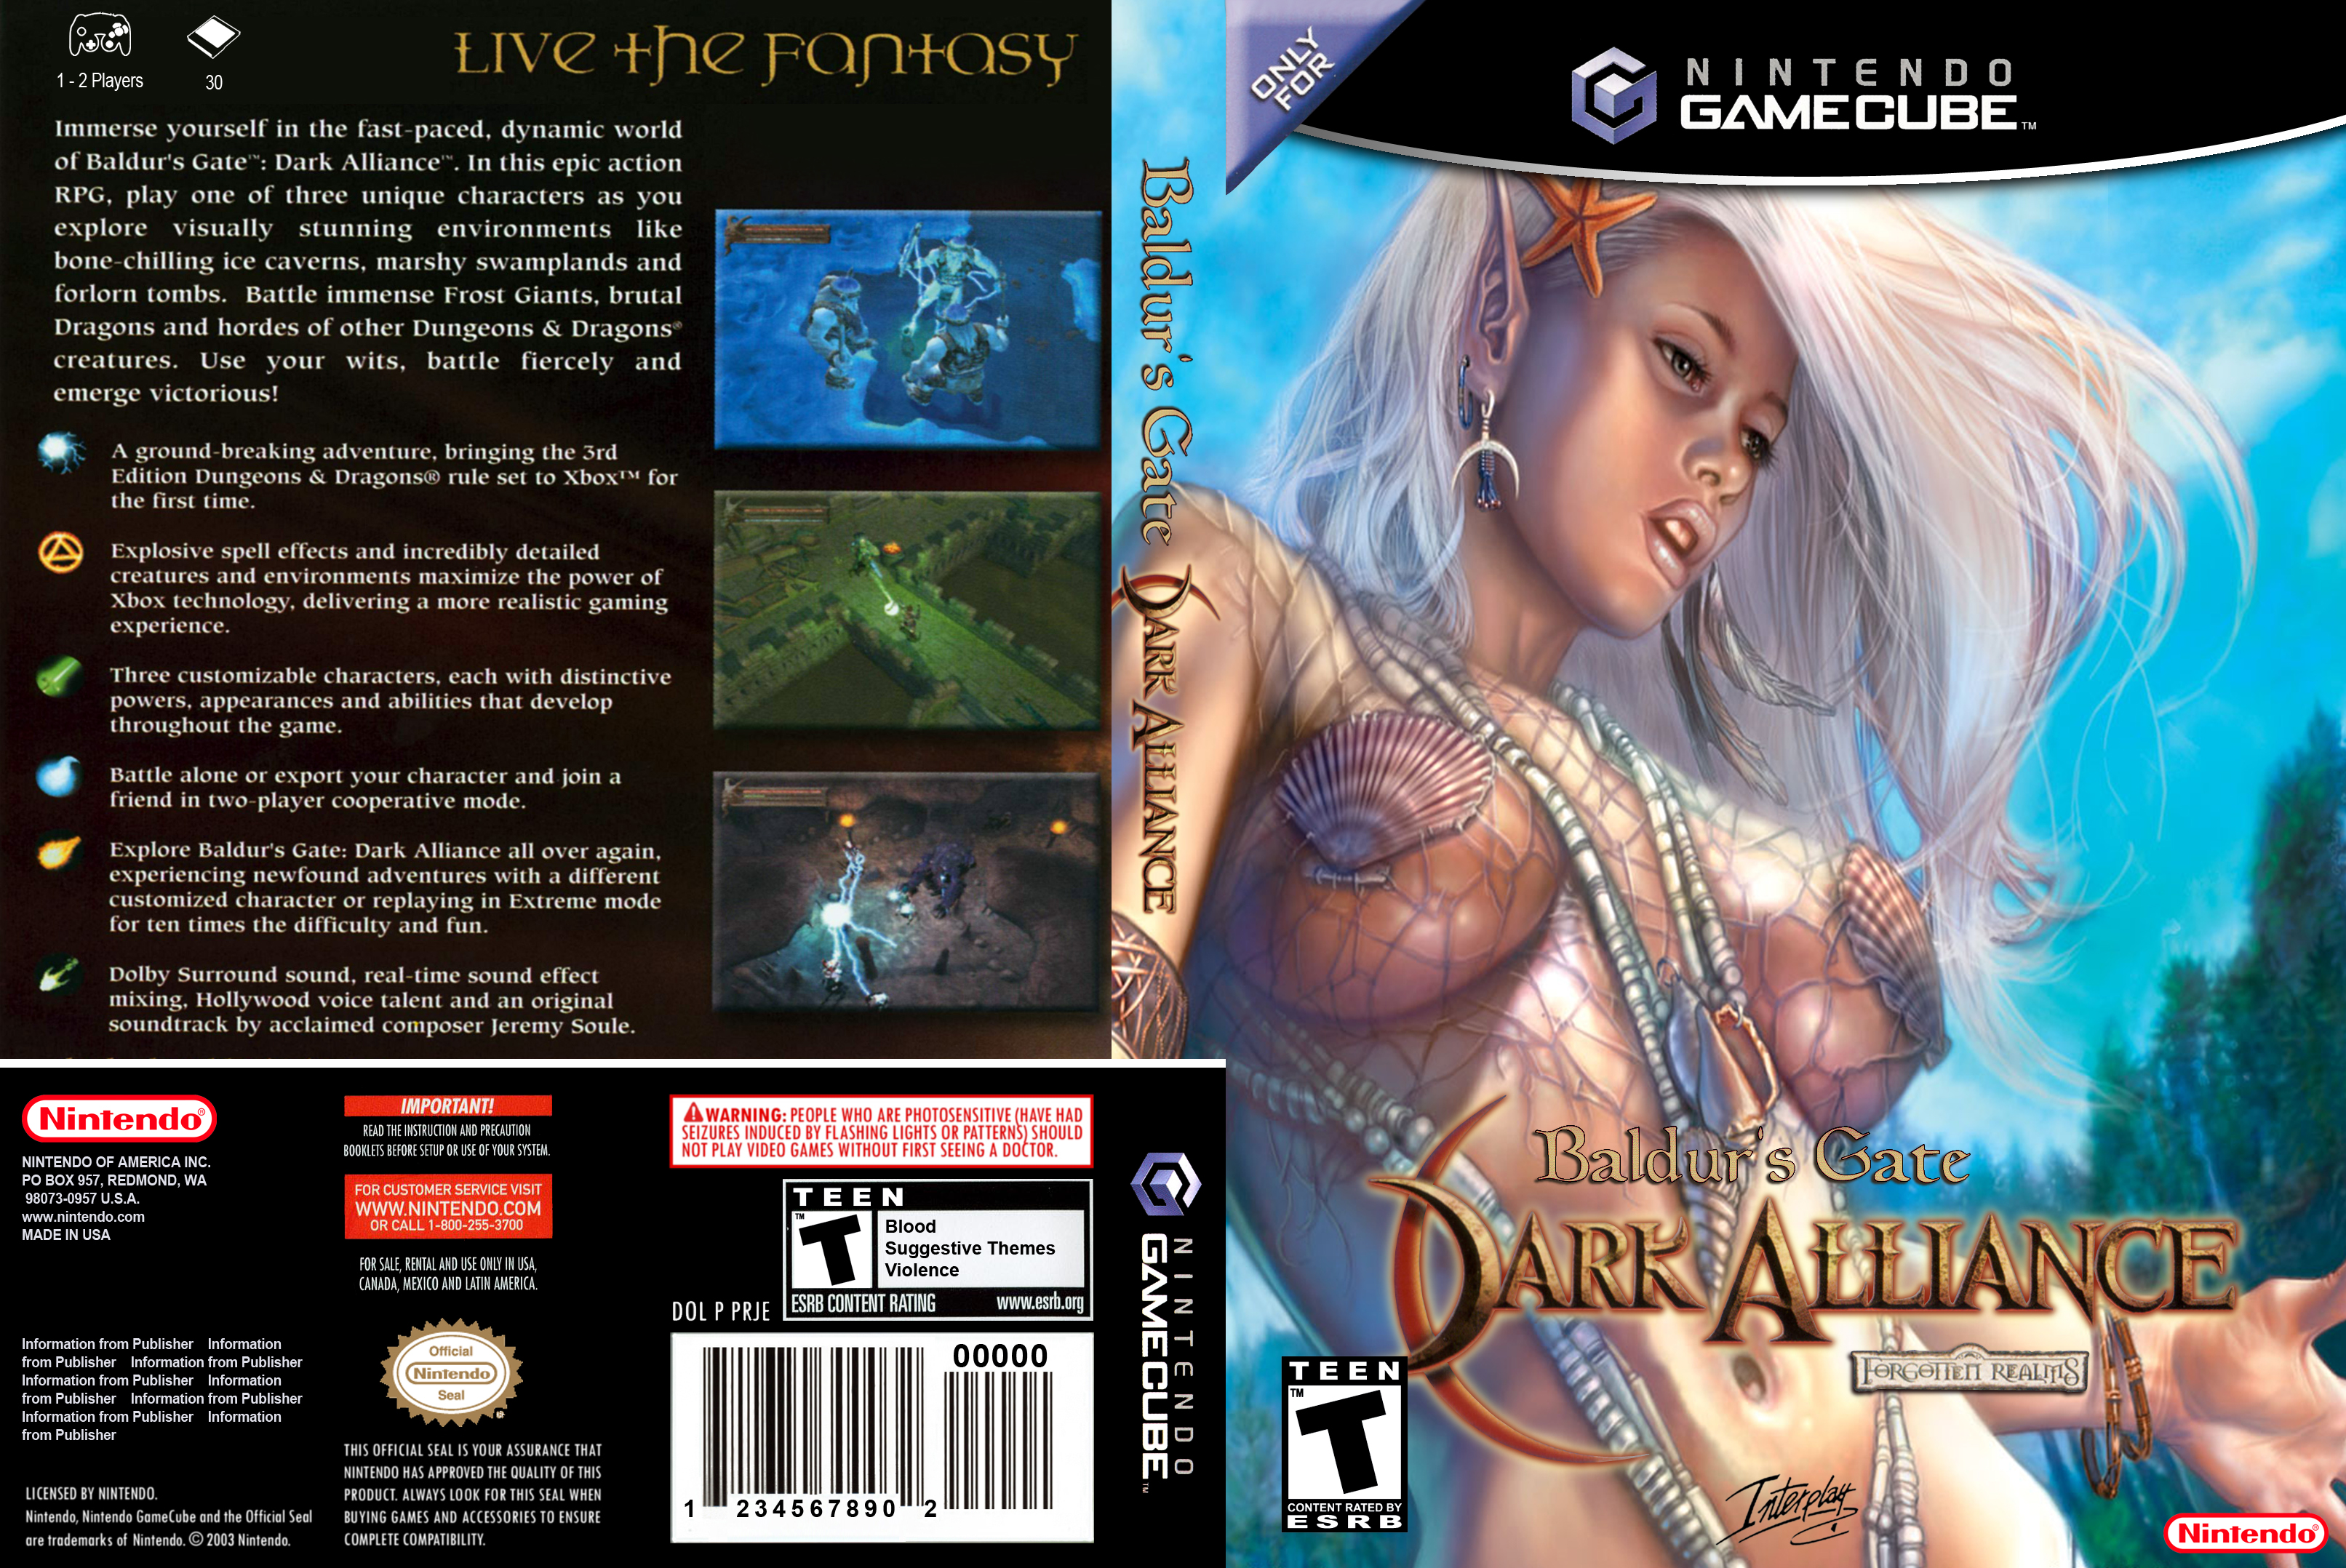 1 - 2 Players
30
LIVE THE FANTASY
Immerse yourself in the fast-paced, dynamic world
of Baldur's Gate™: Dark Alliance™. In this epic action
RPG, play one of three unique characters as you
explore visually stunning environments like
bone-chilling ice caverns, marshy swamplands and
forlorn tombs. Battle immense Frost Giants, brutal
Dragons and hordes of other Dungeons & Dragons®
creatures. Use your wits, battle fiercely and
emerge victorious!
A ground-breaking adventure, bringing the 3rd
Edition Dungeons & Dragons® rule set to Xbox™ for
the first time.
Explosive spell effects and incredibly detailed
creatures and environments maximize the power of
Xbox technology, delivering a more realistic gaming
experience.
Three customizable characters, each with distinctive
powers, appearances and abilities that develop
throughout the game.
Battle alone or export your character and join a
friend in two-player cooperative mode.
Explore Baldur's Gate: Dark Alliance all over again,
experiencing newfound adventures with a different
customized character or replaying in Extreme mode
for ten times the difficulty and fun.
Dolby Surround sound, real-time sound effect
mixing, Hollywood voice talent and an original
soundtrack by acclaimed composer Jeremy Soule.
Nintendo®
NINTENDO OF AMERICA INC.
PO BOX 957, REDMOND, WA
98073-0957 U.S.A.
www.nintendo.com
MADE IN USA
Information from Publisher Information
from Publisher Information from Publisher
Information from Publisher Information
from Publisher Information from Publisher
Information from Publisher Information
from Publisher
LICENSED BY NINTENDO.
Nintendo, Nintendo GameCube and the Official Seal
are trademarks of Nintendo. © 2003 Nintendo.
IMPORTANT!
READ THE INSTRUCTION AND PRECAUTION
BOOKLETS BEFORE SETUP OR USE OF YOUR SYSTEM.
FOR CUSTOMER SERVICE VISIT
WWW.NINTENDO.COM
OR CALL 1-800-255-3700
FOR SALE, RENTAL AND USE ONLY IN USA,
CANADA, MEXICO AND LATIN AMERICA.
Official
Nintendo
Seal
THIS OFFICIAL SEAL IS YOUR ASSURANCE THAT
NINTENDO HAS APPROVED THE QUALITY OF THIS
PRODUCT. ALWAYS LOOK FOR THIS SEAL WHEN
BUYING GAMES AND ACCESSORIES TO ENSURE
COMPLETE COMPATIBILITY.
WARNING: PEOPLE WHO ARE PHOTOSENSITIVE (HAVE HAD
SEIZURES INDUCED BY FLASHING LIGHTS OR PATTERNS) SHOULD
NOT PLAY VIDEO GAMES WITHOUT FIRST SEEING A DOCTOR.
TEEN
T™
Blood
Suggestive Themes
Violence
ESRB CONTENT RATING www.esrb.org
DOL P PRJE
00000
1 234567890 2
Baldur's Gate
DARK ALLIANCE
NINTENDO
GAMECUBE™
ONLY
FOR
NINTENDO
GAMECUBE™
Baldur's Gate
DARK ALLIANCE
FORGOTTEN REALMS
TEEN
T™
CONTENT RATED BY
ESRB
Interplay
Nintendo®